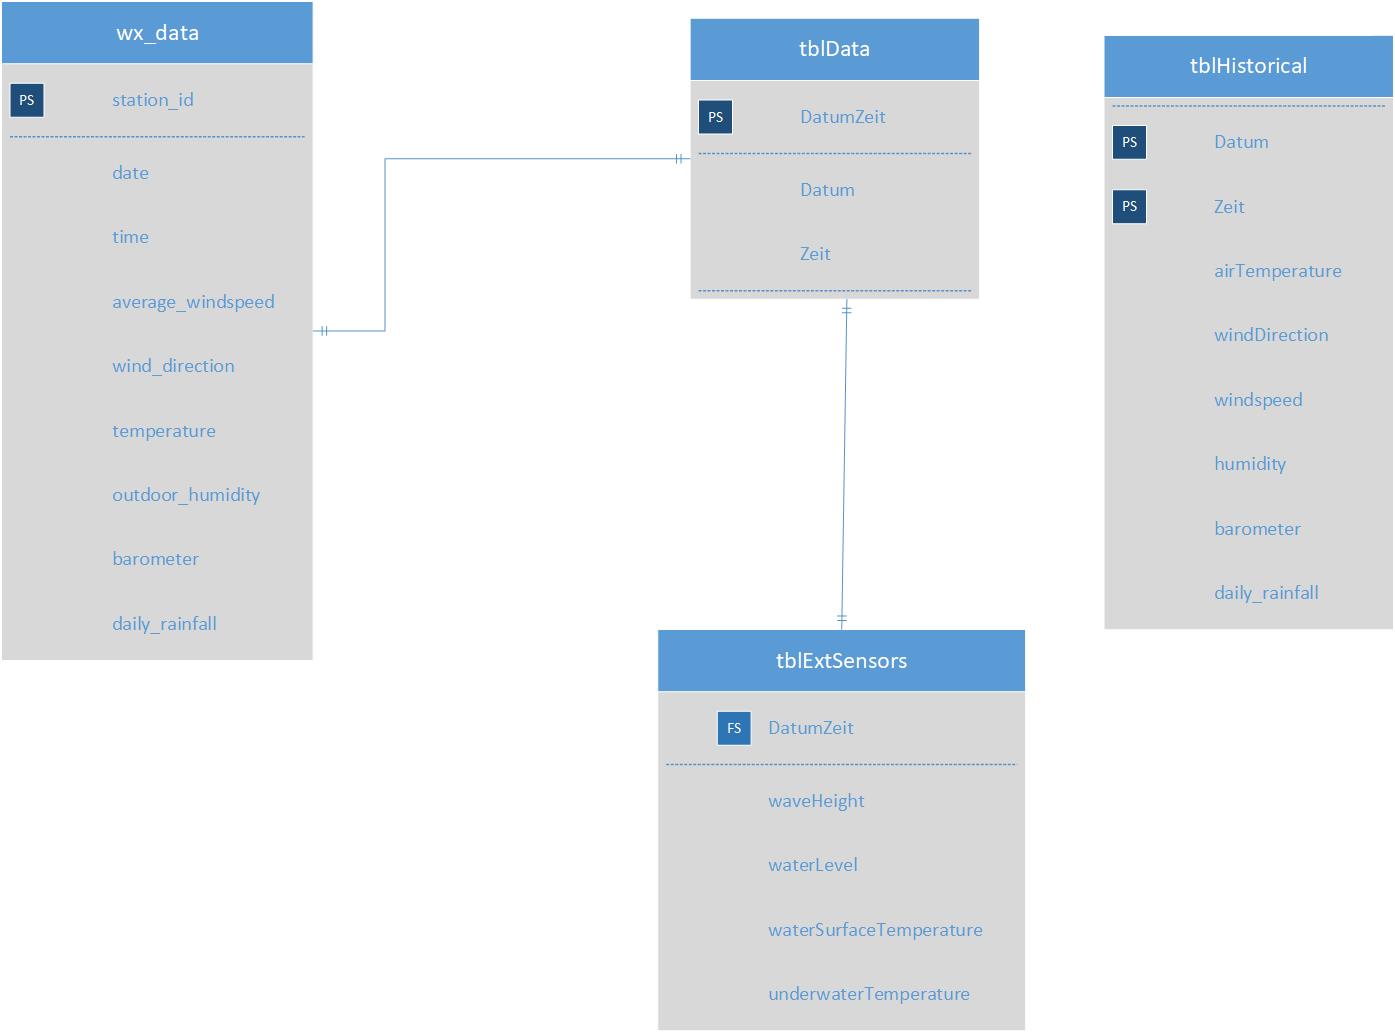 wx_data
PS station_id
date
time
average_windspeed
wind_direction
temperature
outdoor_humidity
barometer
daily_rainfall
tblData
PS DatumZeit
Datum
Zeit
tblHistorical
PS Datum
PS Zeit
airTemperature
windDirection
windspeed
humidity
barometer
daily_rainfall
tblExtSensors
FS DatumZeit
waveHeight
waterLevel
waterSurfaceTemperature
underwaterTemperature